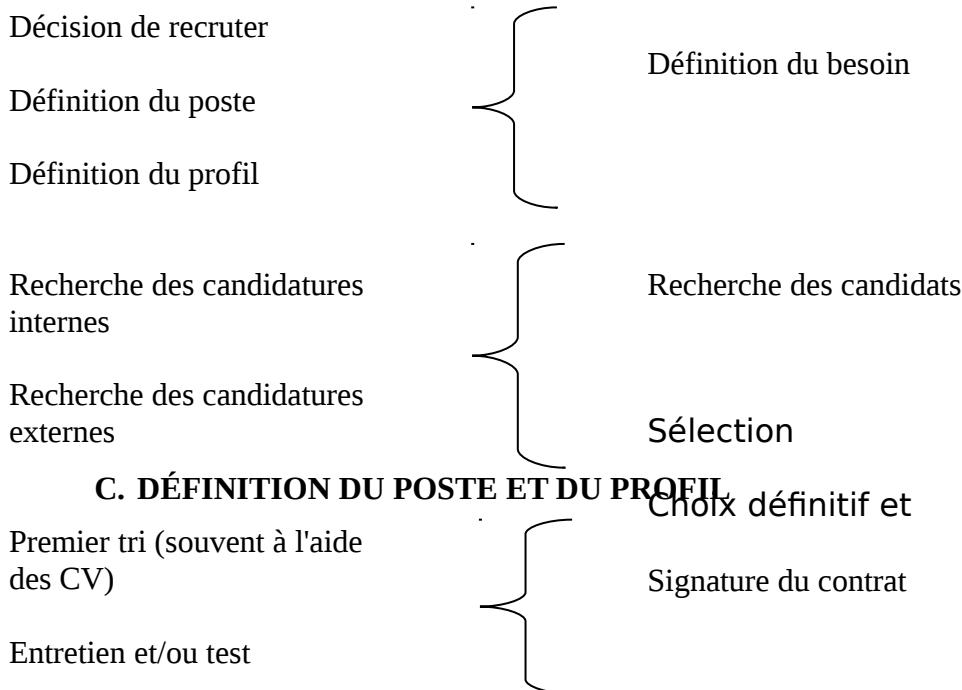 Décision de recruter
Définition du besoin
Définition du poste
Définition du profil
Recherche des candidatures
internes
Recherche des candidats
Recherche des candidatures
externes
Sélection
C. DÉFINITION DU POSTE ET DU PROFIL
Choix définitif et
Premier tri (souvent à l'aide
des CV)
Signature du contrat
Entretien et/ou test